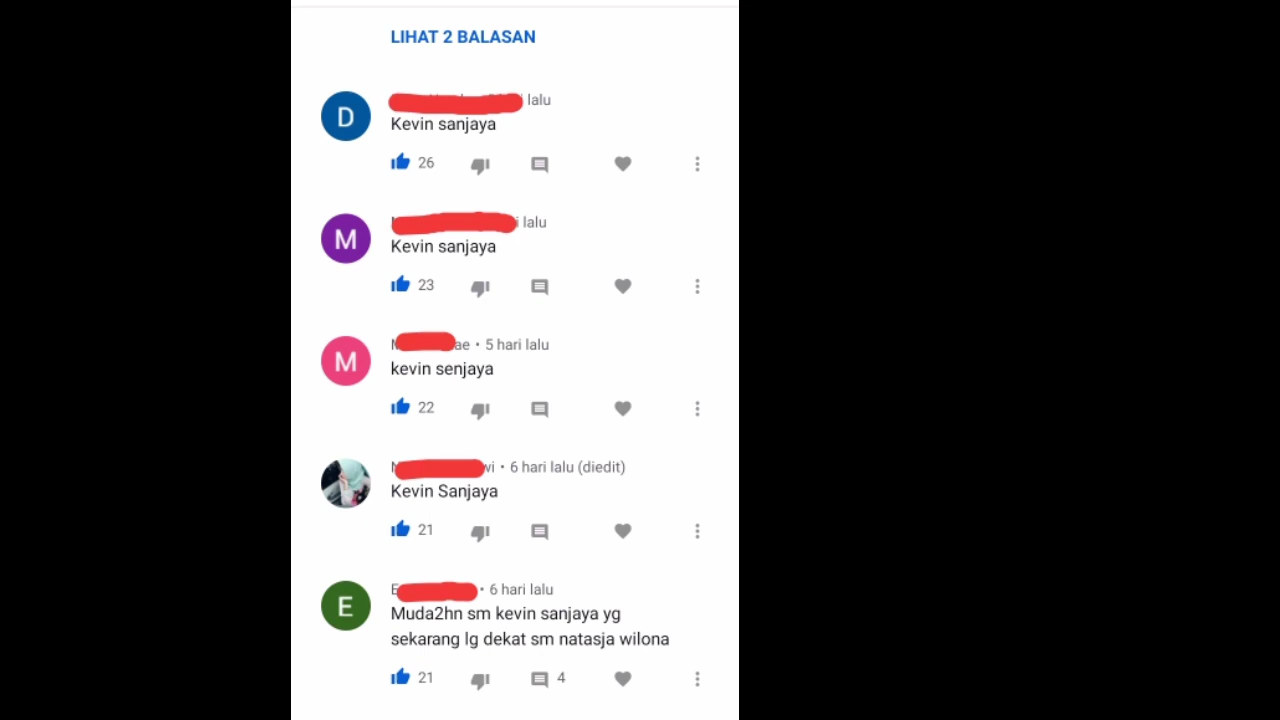 LIHAT 2 BALASAN
D
lalu
Kevin sanjaya
26
M
lalu
Kevin sanjaya
23
M
ae • 5 hari lalu
kevin senjaya
22
wi • 6 hari lalu (diedit)
Kevin Sanjaya
21
E
• 6 hari lalu
Muda2hn sm kevin sanjaya yg
sekarang lg dekat sm natasja wilona
21
4